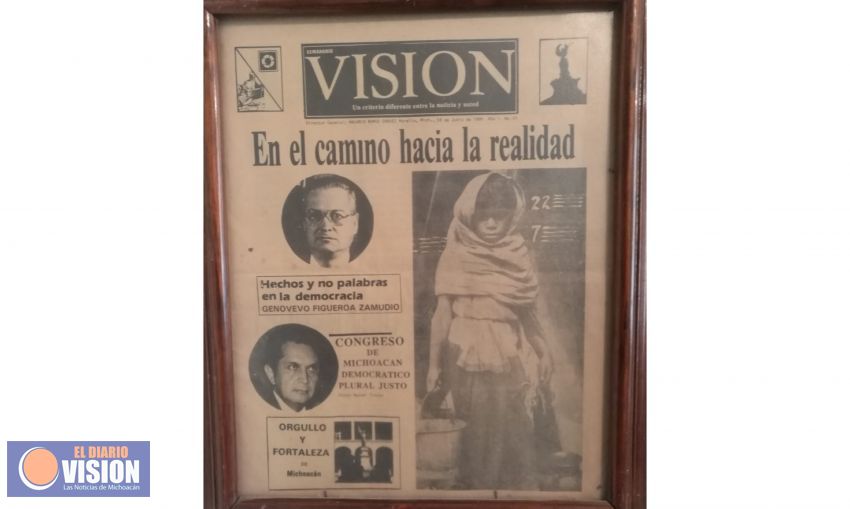 SEMANARIO
VISION
Un criterio diferente entre la noticia y usted
En el camino hacia la realidad
22
7
Hechos y no palabras
en la democracia
GENOVEVO FIGUEROA ZAMUDIO
CONGRESO
DE
MICHOACAN
DEMOCRATICO
PLURAL JUSTO
ORGULLO
Y
FORTALEZA
DE
Michoacán
EL DIARIO
VISION
Las Noticias de Michoacán